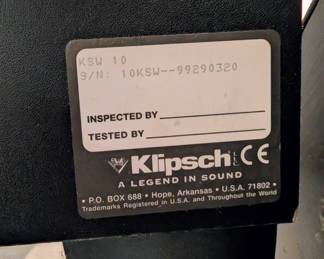 KSW 10
S/N: 10KSW--99290320
INSPECTED BY
TESTED BY
Klipsch LLC CE
A LEGEND IN SOUND
• P.O. BOX 688 • Hope, Arkansas • U.S.A. 71802 •
Trademarks Registered in U.S.A. and Throughout the World